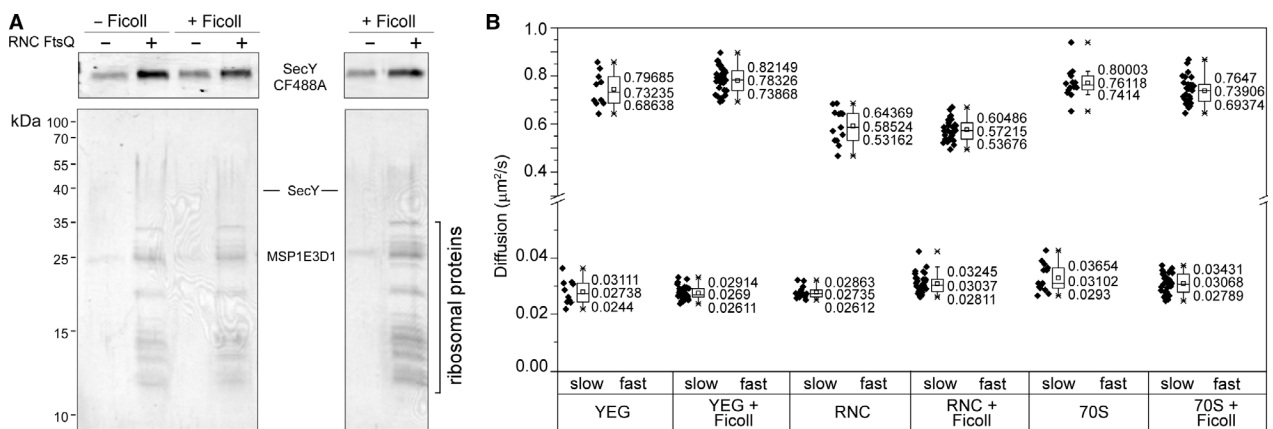 A
– Ficoll + Ficoll + Ficoll
RNC FtsQ – + – + – +
SecY
CF488A
kDa
100
70
55
40
35
25
15
10
SecY
MSP1E3D1
ribosomal proteins
B
Diffusion (μm²/s)
1.0
0.8
0.6
0.4
0.04
0.02
0.00
0.79685
0.73235
0.68638
0.82149
0.78326
0.73868
0.64369
0.58524
0.53162
0.60486
0.57215
0.53676
0.80003
0.76118
0.7414
0.7647
0.73906
0.69374
0.03111
0.02738
0.0244
0.02914
0.0269
0.02611
0.02863
0.02735
0.02612
0.03245
0.03037
0.02811
0.03654
0.03102
0.0293
0.03431
0.03068
0.02789
slow fast slow fast slow fast slow fast slow fast slow fast
YEG
YEG +
Ficoll
RNC
RNC +
Ficoll
70S
70S +
Ficoll